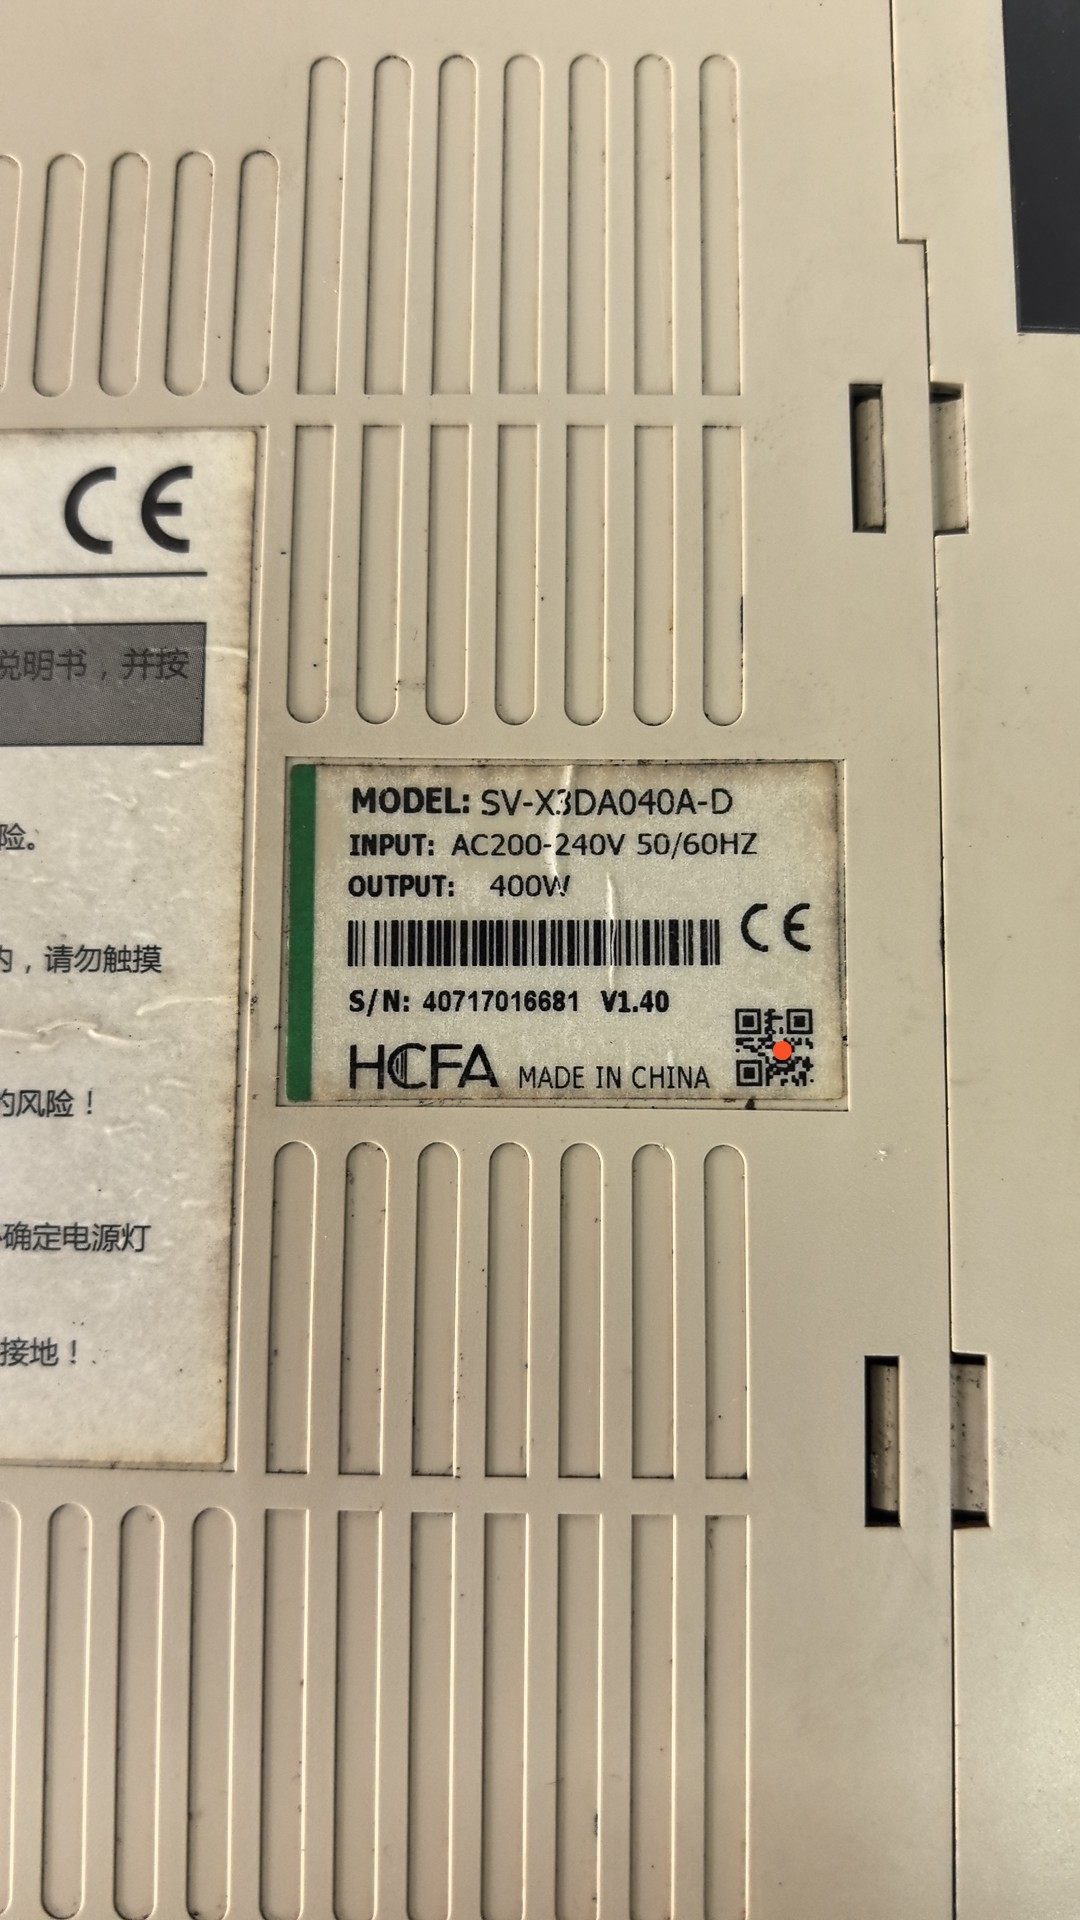 CE
说明书，并按
险。
内，请勿触摸
的风险！
确定电源灯
接地！
MODEL: SV-X3DA040A-D
INPUT: AC200-240V 50/60HZ
OUTPUT: 400W
CE
S/N: 40717016681 V1.40
HCFA MADE IN CHINA